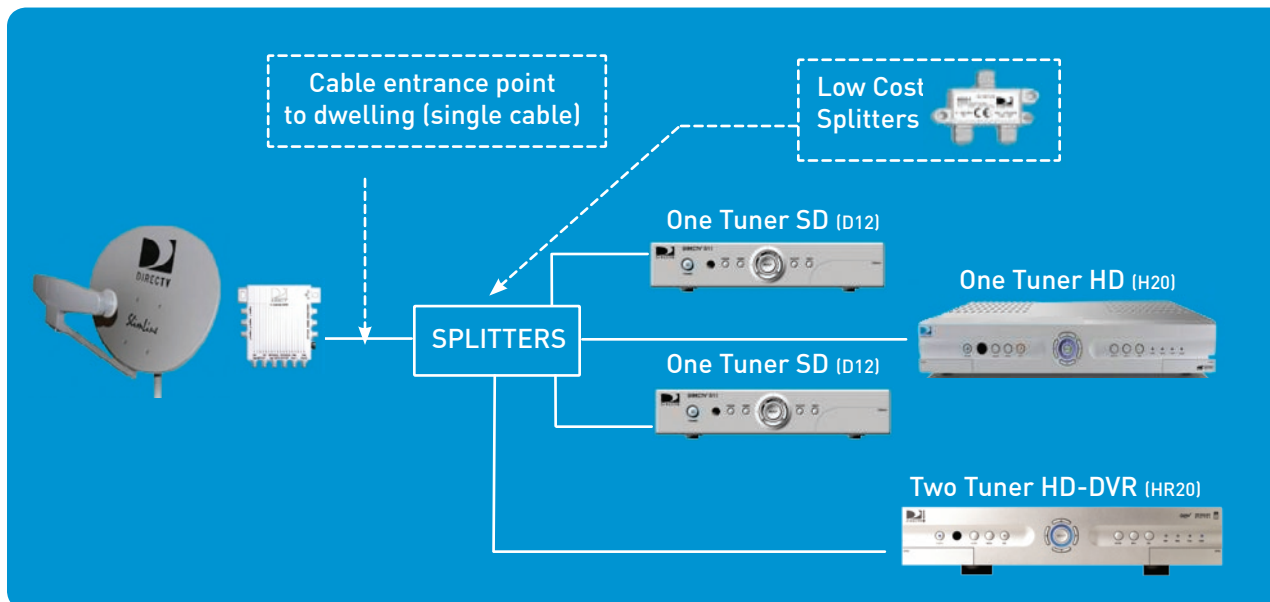 Cable entrance point
to dwelling (single cable)
Low Cost
Splitters
One Tuner SD (D12)
DIRECTV
SlimLine
One Tuner HD (H20)
SPLITTERS
One Tuner SD (D12)
Two Tuner HD-DVR (HR20)